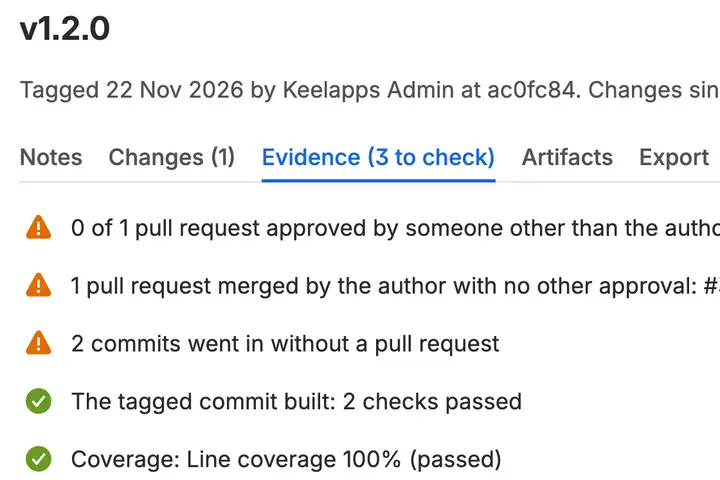 v1.2.0
Tagged 22 Nov 2026 by Keelapps Admin at ac0fc84. Changes
Notes Changes (1) Evidence (3 to check) Artifacts Export
0 of 1 pull request approved by someone other than the
1 pull request merged by the author with no other approval:
2 commits went in without a pull request
The tagged commit built: 2 checks passed
Coverage: Line coverage 100% (passed)